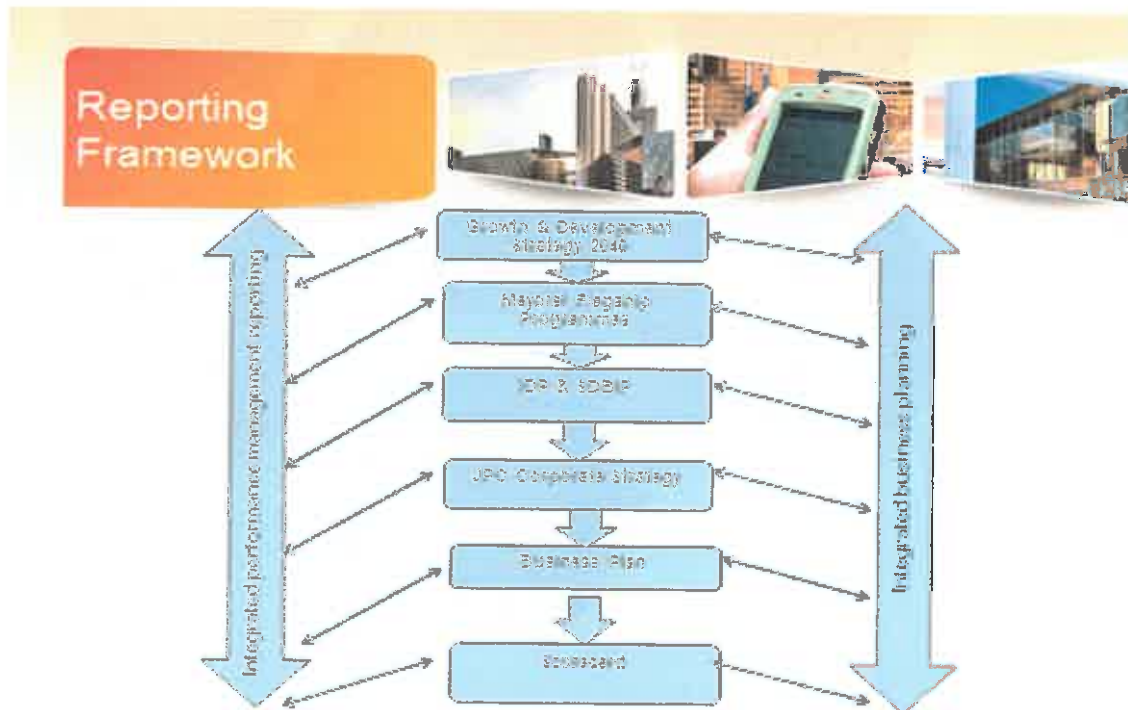 Reporting
Framework
Growth & Development
Strategy 2040
Mayoral Flagship
Programmes
IDP & SDBIP
JPC Corporate Strategy
Business Plan
Scorecard
Integrated performance management reporting
Integrated business planning